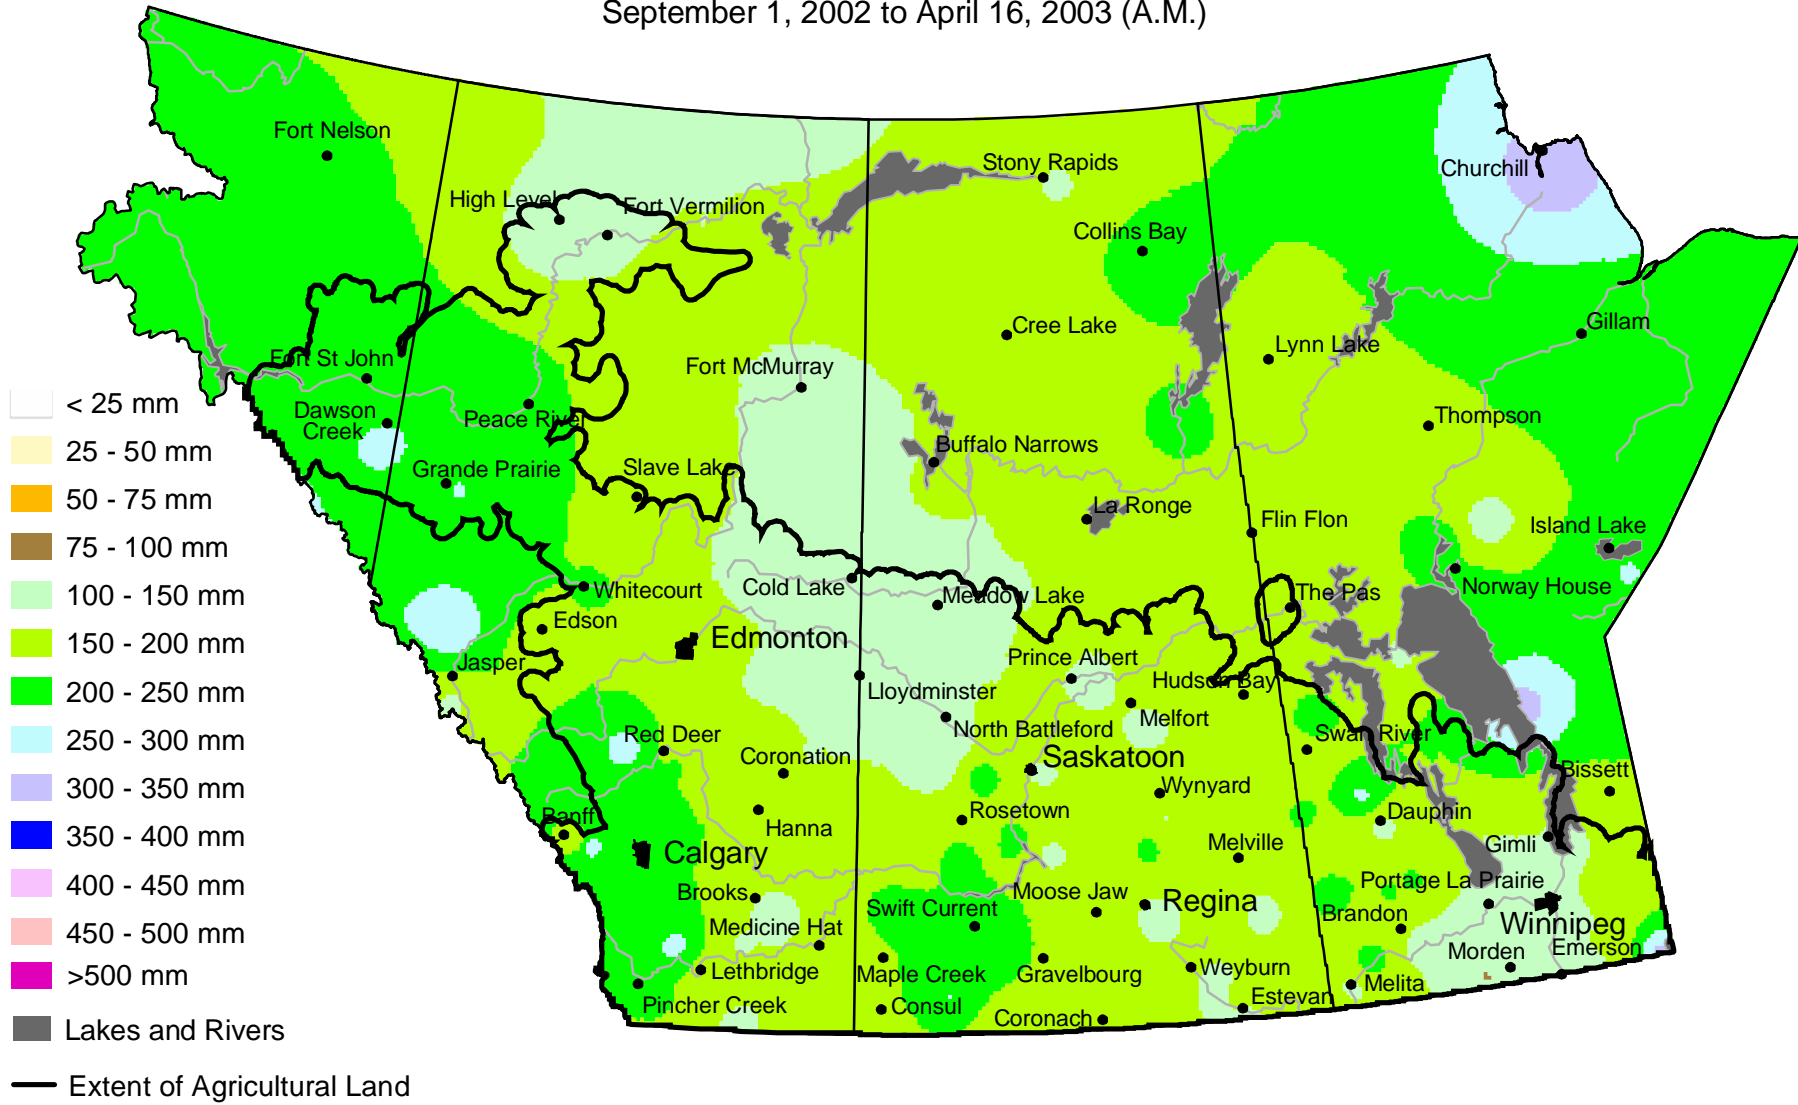 September 1, 2002 to April 16, 2003 (A.M.)
Fort Nelson
Churchill
Stony Rapids
High Level
Fort Vermilion
Collins Bay
Cree Lake
Gillam
Lynn Lake
Fort St John
Fort McMurray
Dawson
Creek
Peace River
Thompson
Buffalo Narrows
Grande Prairie
Slave Lake
La Ronge
Flin Flon
Island Lake
Whitecourt
Cold Lake
Meadow Lake
The Pas
Norway House
Edson
Edmonton
Jasper
Prince Albert
Hudson Bay
Lloydminster
North Battleford
Melfort
Red Deer
Coronation
Saskatoon
Swan River
Bissett
Wynyard
Banff
Hanna
Rosetown
Dauphin
Calgary
Melville
Gimli
Brooks
Moose Jaw
Regina
Portage La Prairie
Swift Current
Brandon
Winnipeg
Medicine Hat
Morden
Emerson
Lethbridge
Maple Creek
Gravelbourg
Weyburn
Melita
Pincher Creek
Consul
Coronach
Estevan
< 25 mm
25 - 50 mm
50 - 75 mm
75 - 100 mm
100 - 150 mm
150 - 200 mm
200 - 250 mm
250 - 300 mm
300 - 350 mm
350 - 400 mm
400 - 450 mm
450 - 500 mm
>500 mm
Lakes and Rivers
Extent of Agricultural Land